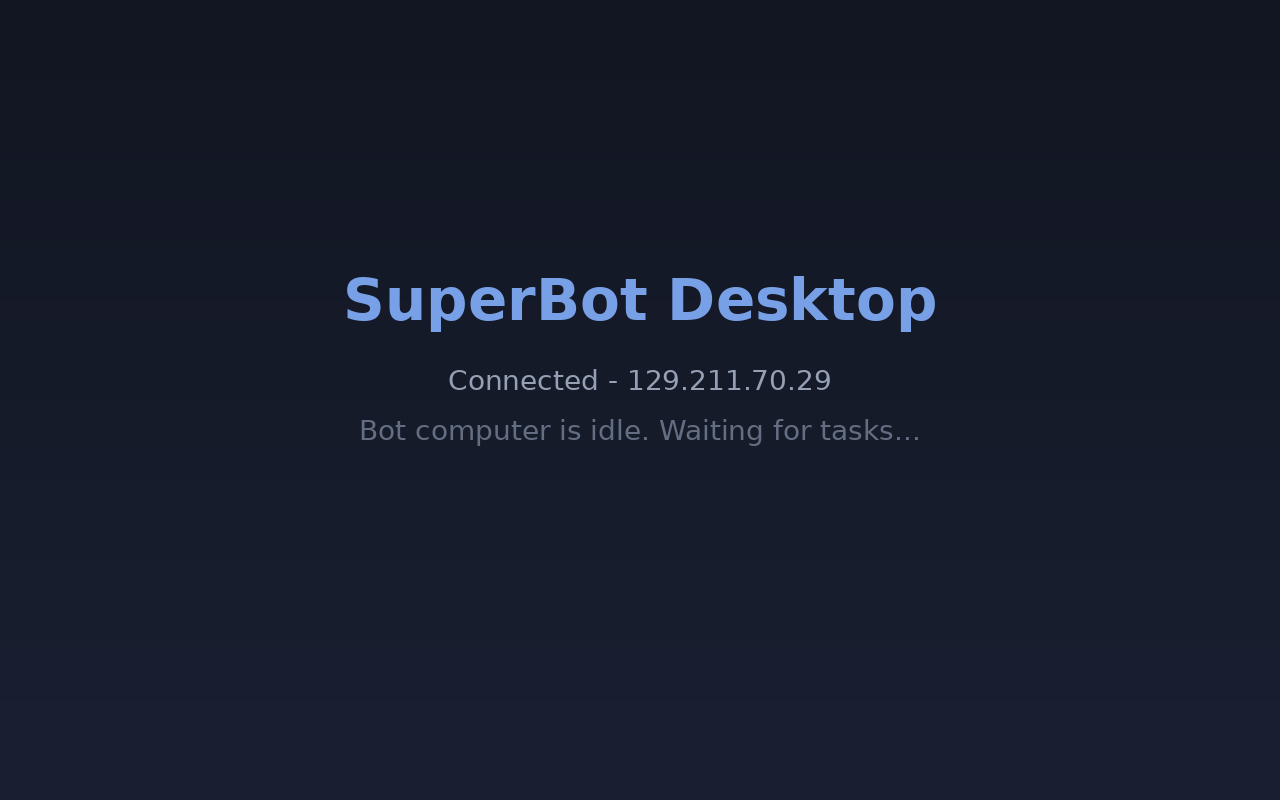 SuperBot Desktop
Connected - 129.211.70.29
Bot computer is idle. Waiting for tasks...